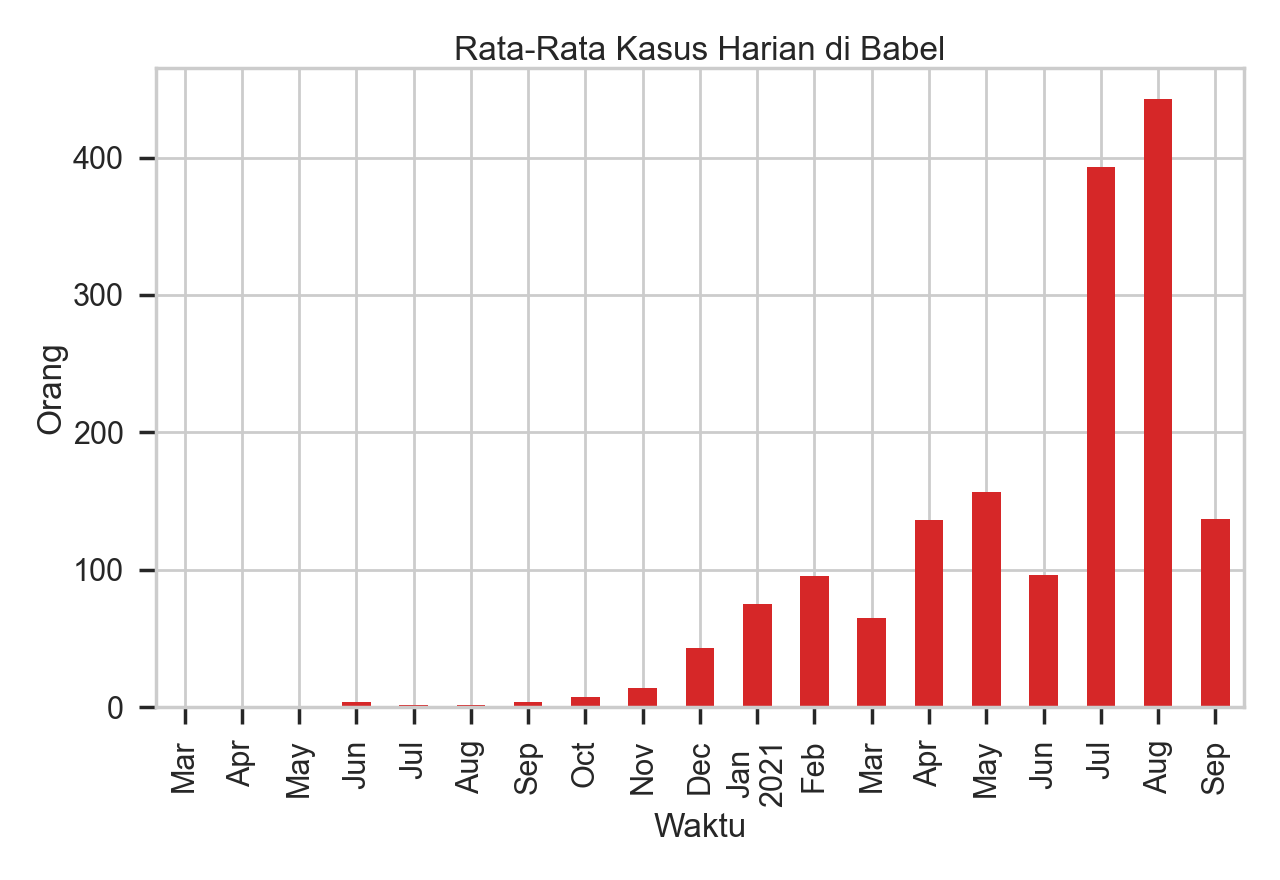 Rata-Rata Kasus Harian di Babel
Orang
400
300
200
100
0
Mar
Apr
May
Jun
Jul
Aug
Sep
Oct
Nov
Dec
Jan
2021
Feb
Mar
Apr
May
Jun
Jul
Aug
Sep
Waktu